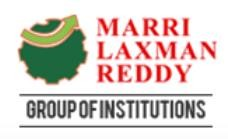 MARRI
LAXMAN
REDDY
GROUP OF INSTITUTIONS